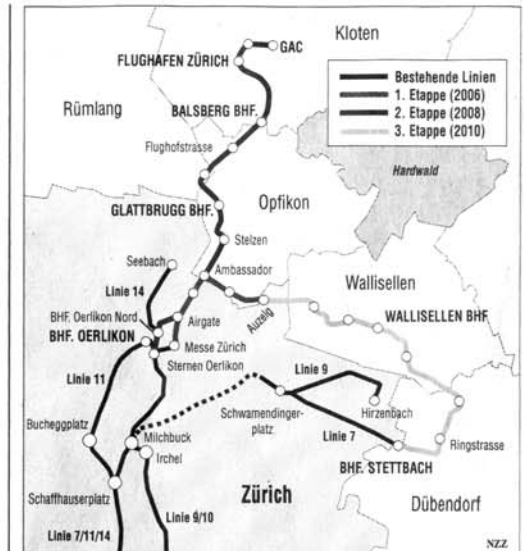 Kloten
FLUGHAFEN ZÜRICH
GAC
Bestehende Linien
1. Etappe (2006)
2. Etappe (2008)
3. Etappe (2010)
Rümlang
BALSBERG BHF.
Flughofstrasse
Hardwald
Opfikon
GLATTBRUGG BHF.
Stelzen
Seebach
Ambassador
Wallisellen
Linie 14
BHF. Oerlikon Nord
Airgate
Auzelg
WALLISELLEN BHF.
BHF. OERLIKON
Messe Zürich
Sternen Oerlikon
Linie 11
Linie 9
Schwamendinger-
platz
Hirzenbach
Bucheggplatz
Milchbuck
Linie 7
Ringstrasse
Irchel
BHF. STETTBACH
Schaffhauserplatz
Zürich
Dübendorf
Linie 7/11/14
Linie 9/10
NZZ